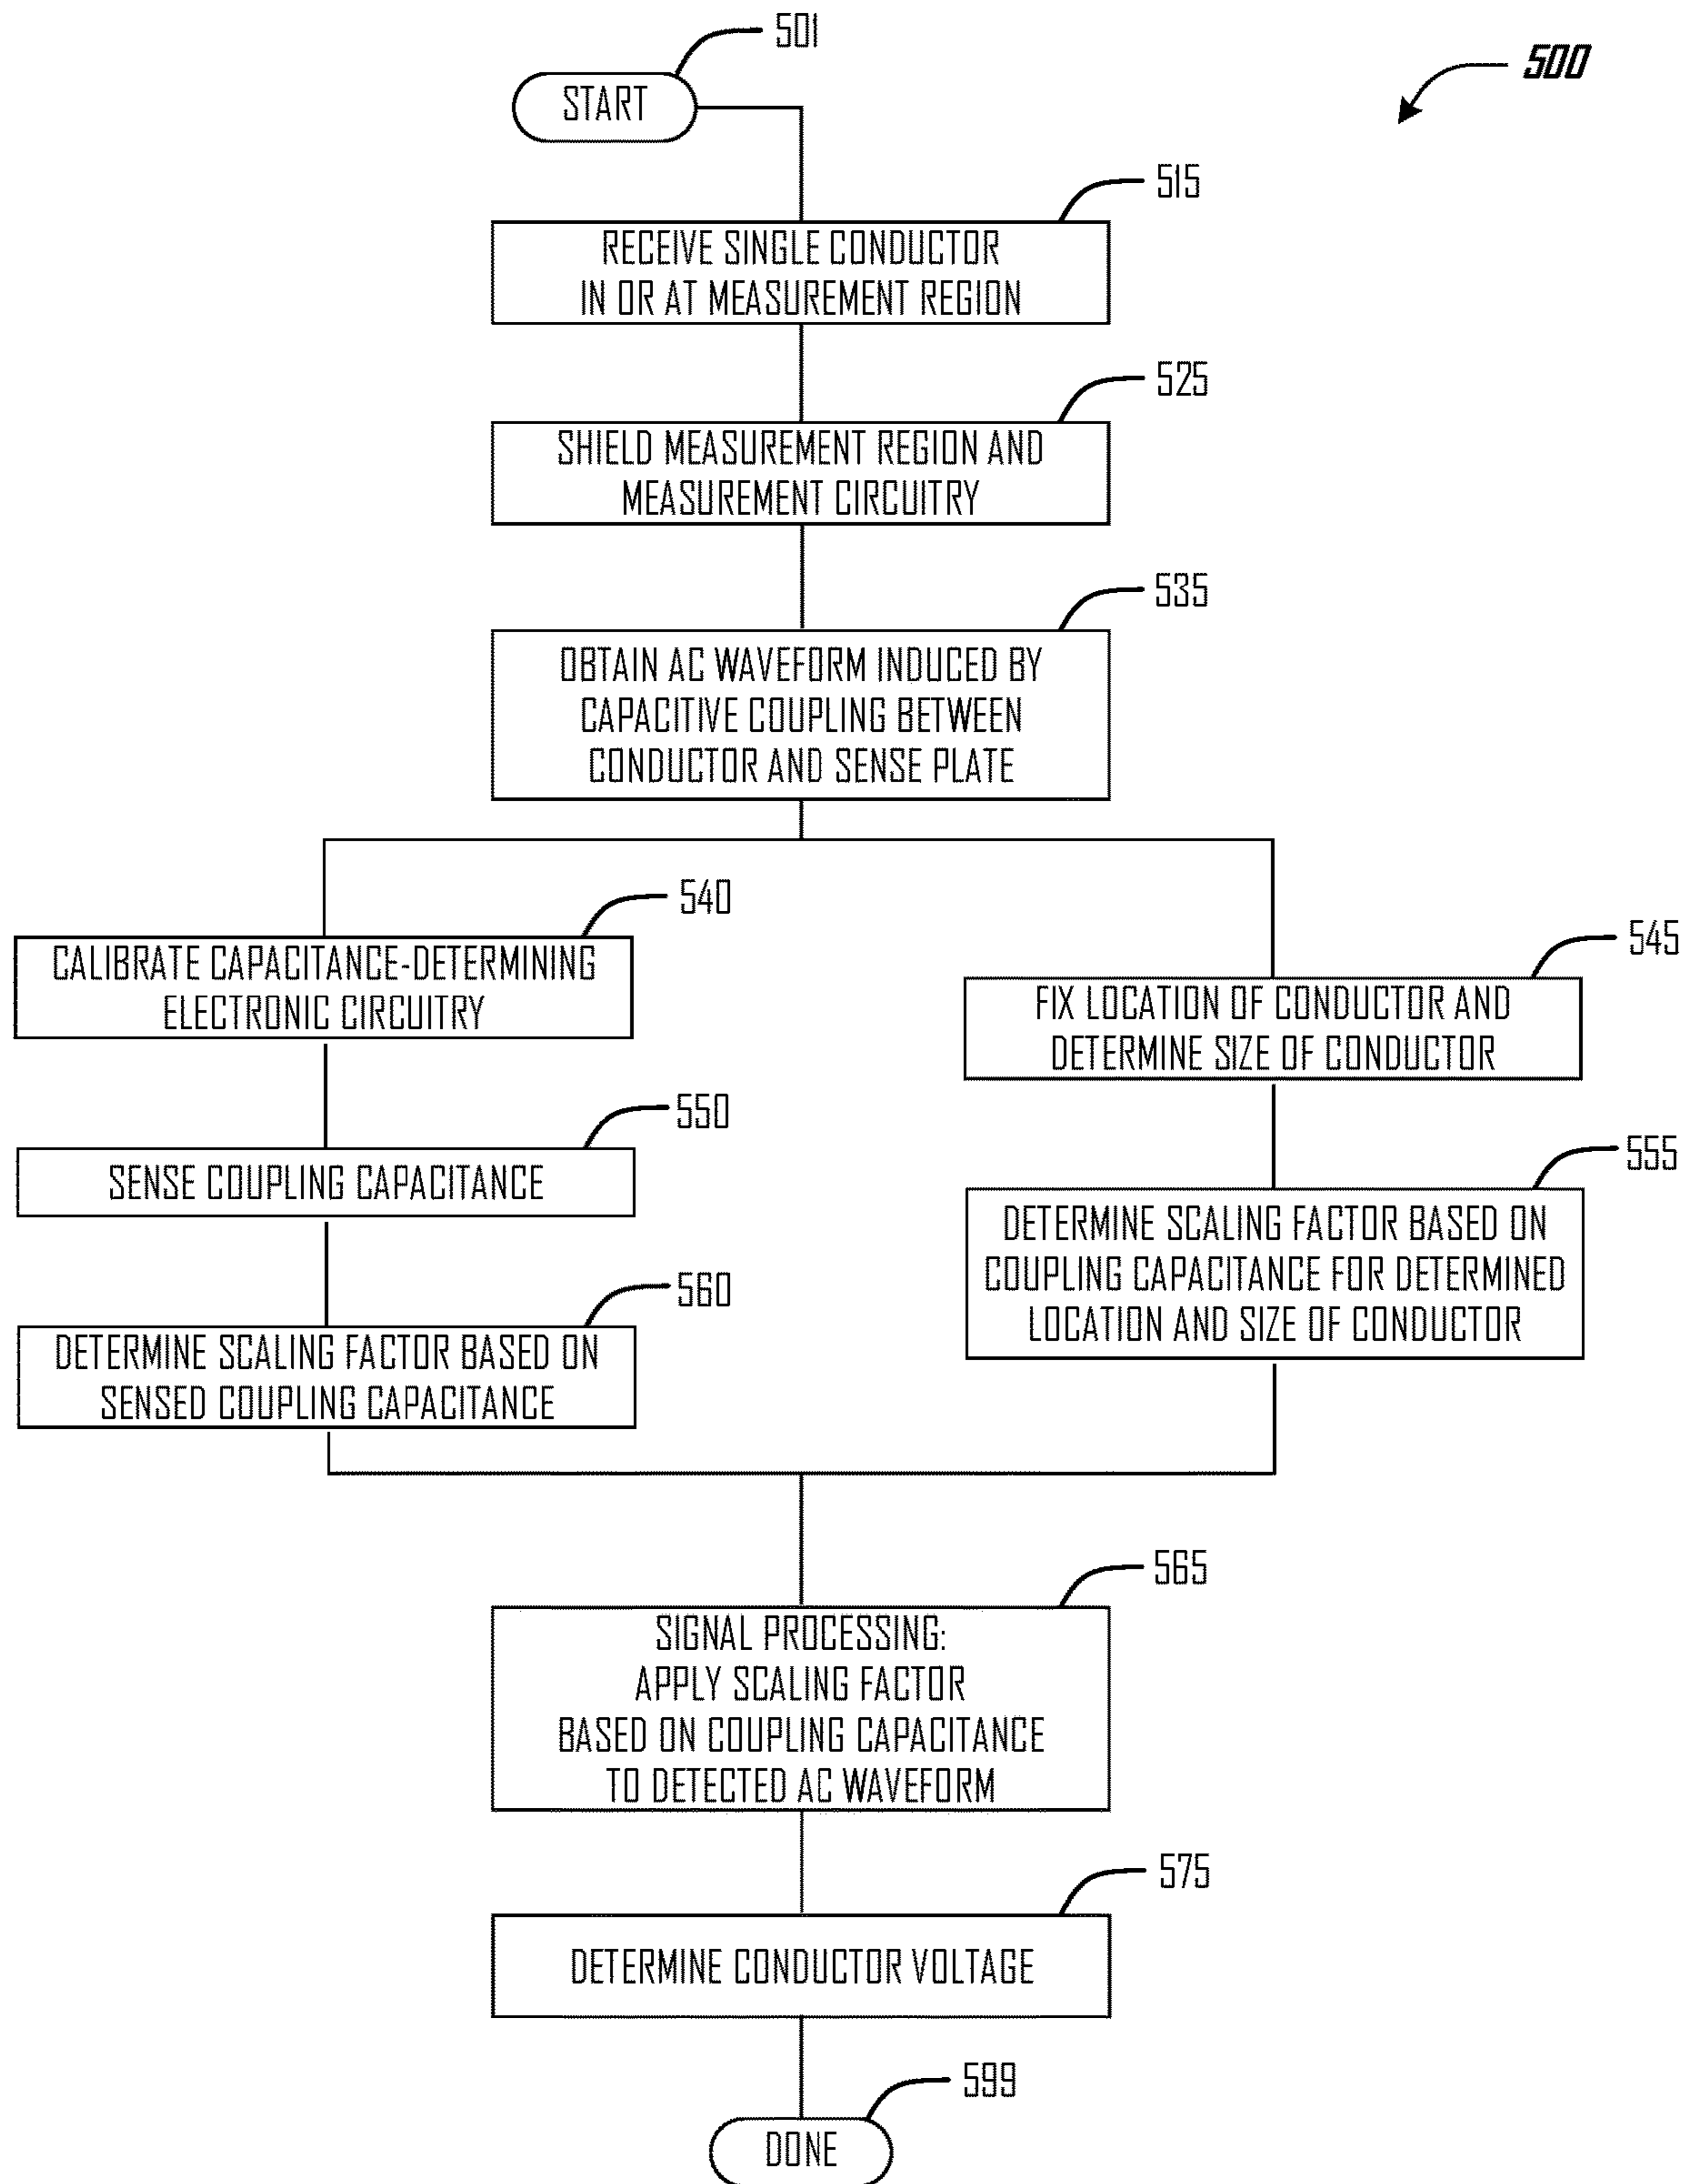 501
500
START
515
RECEIVE SINGLE CONDUCTOR
IN OR AT MEASUREMENT REGION
525
SHIELD MEASUREMENT REGION AND
MEASUREMENT CIRCUITRY
535
OBTAIN AC WAVEFORM INDUCED BY
CAPACITIVE COUPLING BETWEEN
CONDUCTOR AND SENSE PLATE
540
CALIBRATE CAPACITANCE-DETERMINING
ELECTRONIC CIRCUITRY
550
SENSE COUPLING CAPACITANCE
560
DETERMINE SCALING FACTOR BASED ON
SENSED COUPLING CAPACITANCE
545
FIX LOCATION OF CONDUCTOR AND
DETERMINE SIZE OF CONDUCTOR
555
DETERMINE SCALING FACTOR BASED ON
COUPLING CAPACITANCE FOR DETERMINED
LOCATION AND SIZE OF CONDUCTOR
565
SIGNAL PROCESSING:
APPLY SCALING FACTOR
BASED ON COUPLING CAPACITANCE
TO DETECTED AC WAVEFORM
575
DETERMINE CONDUCTOR VOLTAGE
599
DONE